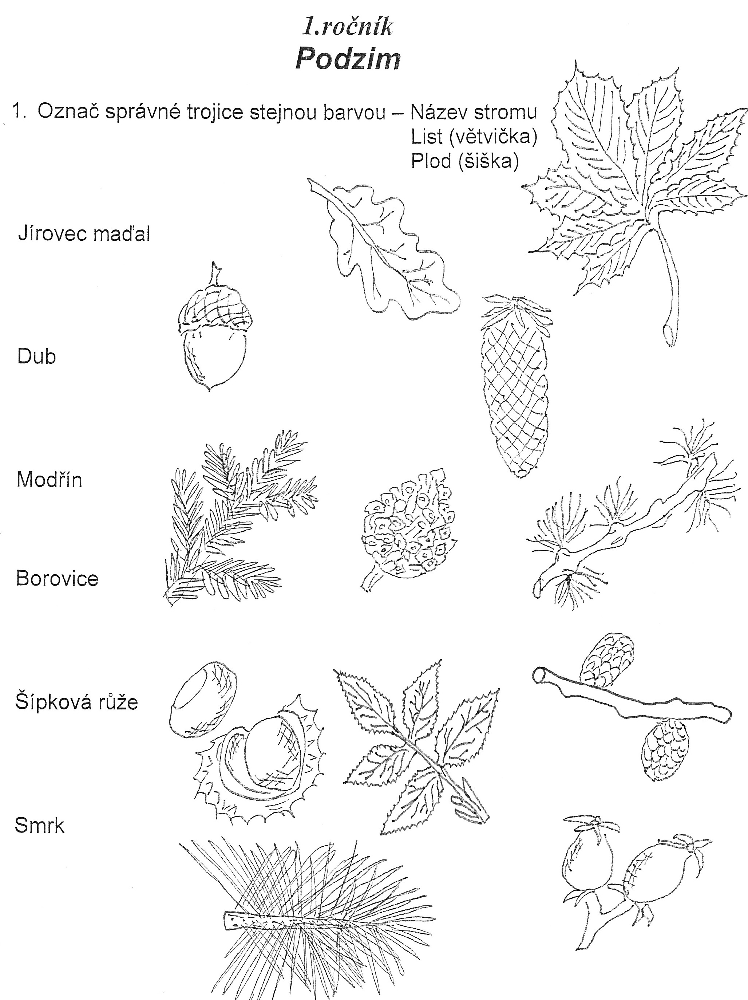 1.ročník
Podzim
1. Označ správné trojice stejnou barvou – Název stromu
List (větvička)
Plod (šiška)
Jírovec maďal
Dub
Modřín
Borovice
Šípková růže
Smrk